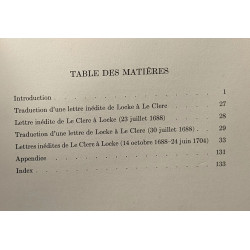 TABLE DES MATIÈRES
Introduction . . . . . . . . . . 1
Traduction d'une lettre inédite de Locke à Le Clerc . . . 27
Lettre inédite de Le Clerc à Locke (23 juillet 1688) . . . 28
Traduction d'une lettre de Locke à Le Clerc (30 juillet 1688) . . 29
Lettres inédites de Le Clerc à Locke (14 octobre 1688–24 juin 1704) . 33
Appendice . . . . . . . . . . 131
Index . . . . . . . . . . 133